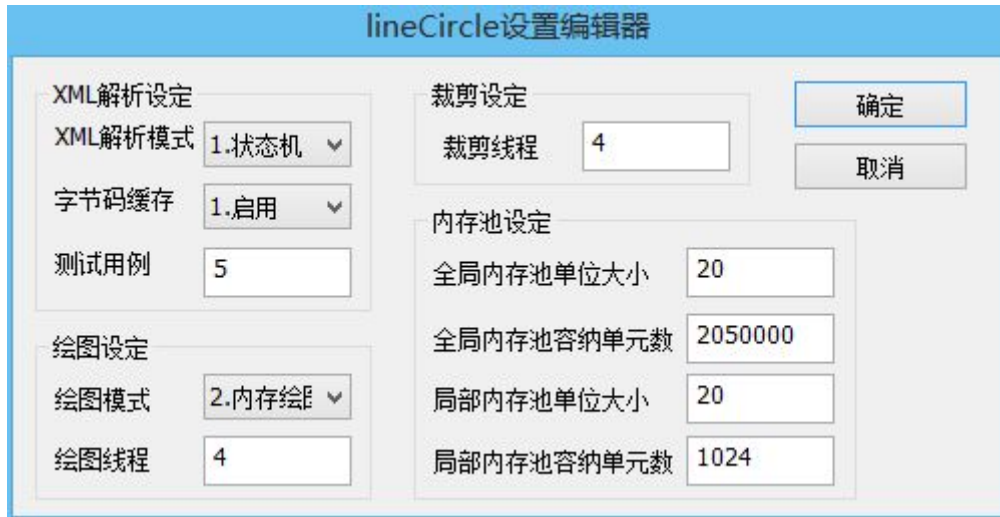 lineCircle设置编辑器
XML解析设定
XML解析模式 1.状态机
字节码缓存 1.启用
测试用例 5
绘图设定
绘图模式 2.内存绘
绘图线程 4
裁剪设定
裁剪线程 4
确定
取消
内存池设定
全局内存池单位大小 20
全局内存池容纳单元数 2050000
局部内存池单位大小 20
局部内存池容纳单元数 1024